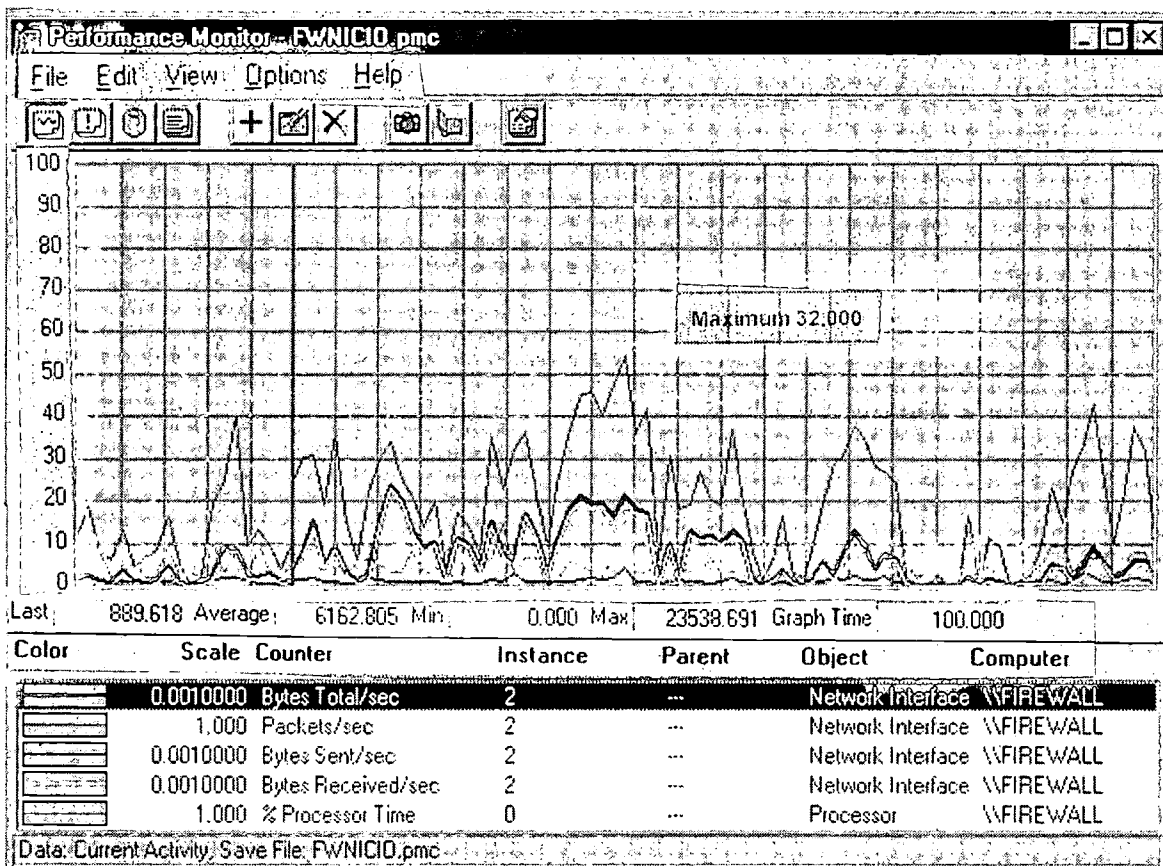 Performance Monitor - FWNICIO.pmc
File Edit View Options Help
100
90
80
70
60
50
40
30
20
10
0
Maximum 32.000
Last 889.618 Average 6162.805 Min 0.000 Max 23538.691 Graph Time 100.000
Color Scale Counter Instance Parent Object Computer
0.0010000 Bytes Total/sec 2 --- Network Interface \\FIREWALL
1.000 Packets/sec 2 --- Network Interface \\FIREWALL
0.0010000 Bytes Sent/sec 2 --- Network Interface \\FIREWALL
0.0010000 Bytes Received/sec 2 --- Network Interface \\FIREWALL
1.000 % Processor Time 0 --- Processor \\FIREWALL
Data: Current Activity, Save File: FWNICIO.pmc